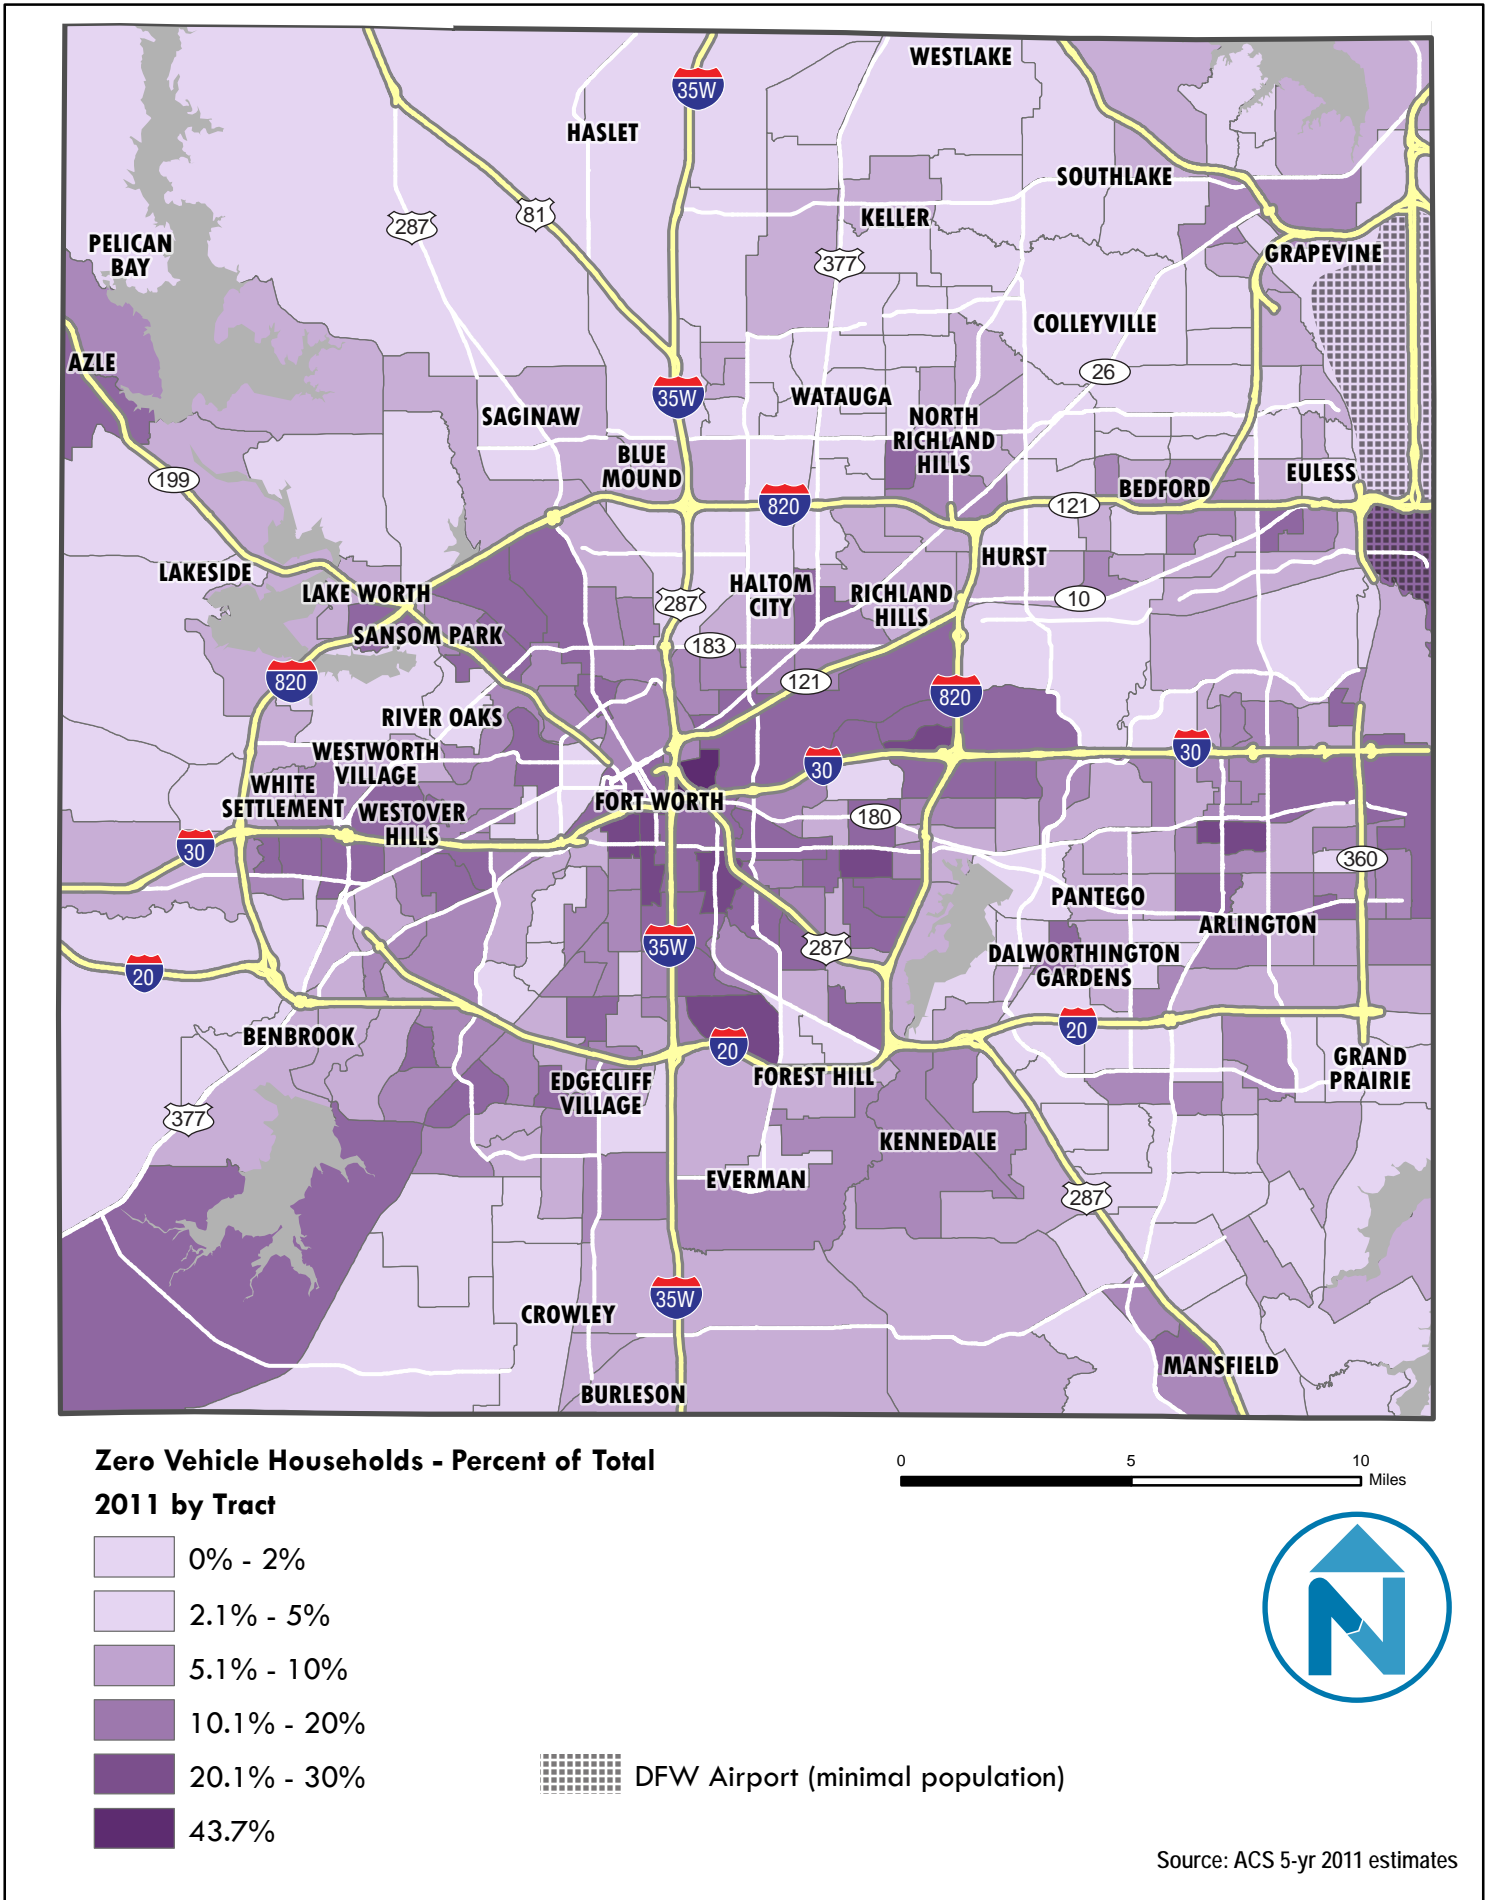 WESTLAKE
35W
HASLET
SOUTHLAKE
81
287
KELLER
PELICAN
BAY
GRAPEVINE
377
COLLEYVILLE
AZLE
26
35W
WATAUGA
SAGINAW
NORTH
RICHLAND
HILLS
BLUE
MOUND
EULESS
199
BEDFORD
820
121
HURST
LAKESIDE
HALTOM
CITY
LAKE WORTH
RICHLAND
HILLS
10
287
SANSOM PARK
183
820
121
820
RIVER OAKS
WESTWORTH
VILLAGE
30
30
WHITE
SETTLEMENT
FORT WORTH
WESTOVER
HILLS
180
30
360
PANTEGO
ARLINGTON
35W
287
DALWORTHINGTON
GARDENS
20
20
BENBROOK
20
GRAND
PRAIRIE
FOREST HILL
EDGECLIFF
VILLAGE
377
KENNEDALE
EVERMAN
287
35W
CROWLEY
MANSFIELD
BURLESON
Zero Vehicle Households - Percent of Total
2011 by Tract
0 5 10
Miles
0% - 2%
2.1% - 5%
5.1% - 10%
10.1% - 20%
20.1% - 30%
43.7%
DFW Airport (minimal population)
N
Source: ACS 5-yr 2011 estimates